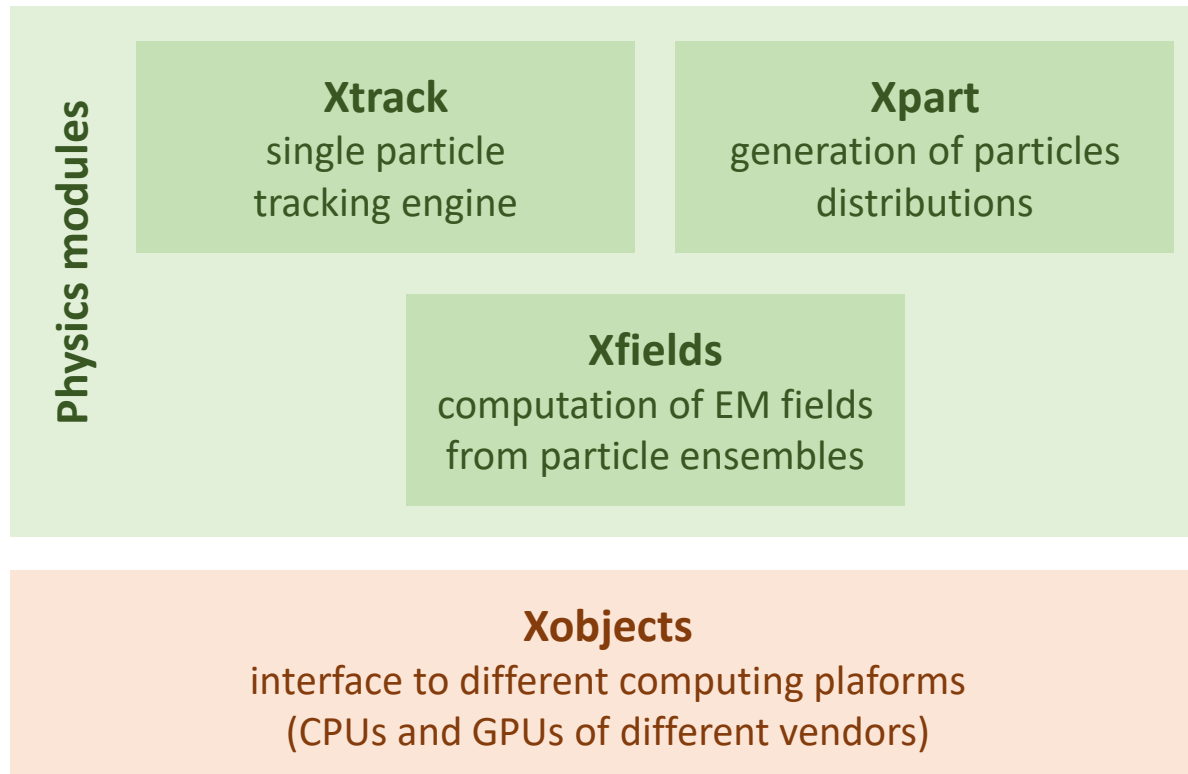 Physics modules
Xtrack
single particle
tracking engine
Xpart
generation of particles
distributions
Xfields
computation of EM fields
from particle ensembles
Xobjects
interface to different computing plaforms
(CPUs and GPUs of different vendors)